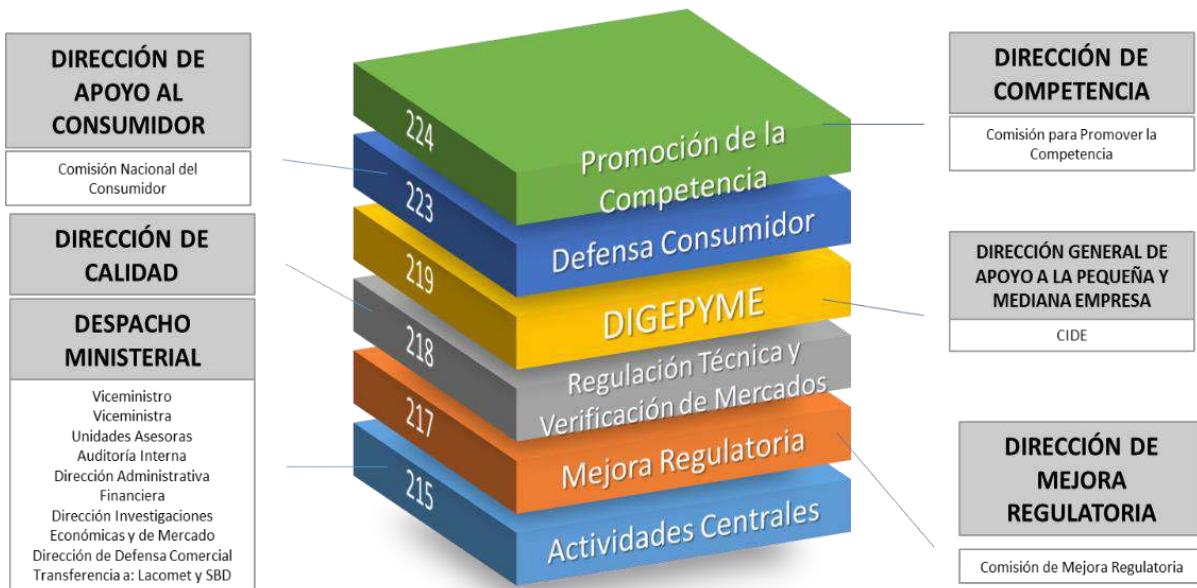 DIRECCIÓN DE
APOYO AL
CONSUMIDOR
Comisión Nacional del
Consumidor
DIRECCIÓN DE
CALIDAD
DESPACHO
MINISTERIAL
Viceministro
Viceministra
Unidades Asesoras
Auditoría Interna
Dirección Administrativa
Financiera
Dirección Investigaciones
Económicas y de Mercado
Dirección de Defensa Comercial
Transferencia a: Lacomet y SBD
224
Promoción de la
Competencia
223
Defensa Consumidor
219
DIGEPYME
218
Regulación Técnica y
Verificación de Mercados
217
Mejora Regulatoria
215
Actividades Centrales
DIRECCIÓN DE
COMPETENCIA
Comisión para Promover la
Competencia
DIRECCIÓN GENERAL DE
APOYO A LA PEQUEÑA Y
MEDIANA EMPRESA
CIDE
DIRECCIÓN DE
MEJORA
REGULATORIA
Comisión de Mejora Regulatoria